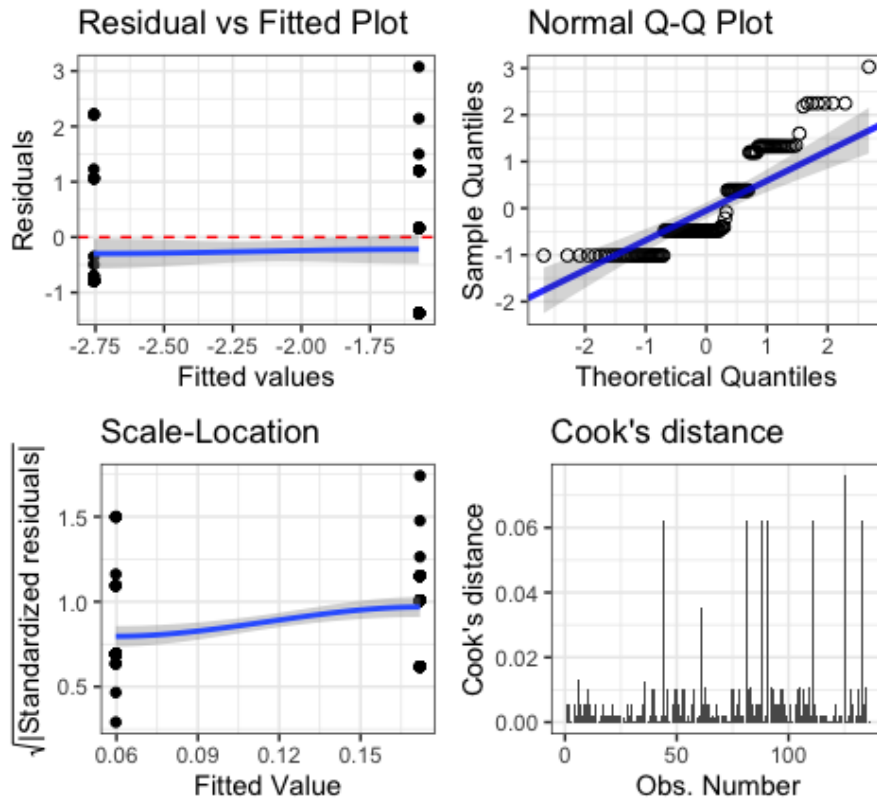 Residual vs Fitted Plot
Residuals
3
2
1
0
-1
-2.75 -2.50 -2.25 -2.00 -1.75
Fitted values
Normal Q-Q Plot
Sample Quantiles
3
2
1
0
-1
-2
-2 -1 0 1 2
Theoretical Quantiles
Scale-Location
√|Standardized residuals|
1.5
1.0
0.5
0.06 0.09 0.12 0.15
Fitted Value
Cook's distance
Cook's distance
0.06
0.04
0.02
0.00
0 50 100
Obs. Number